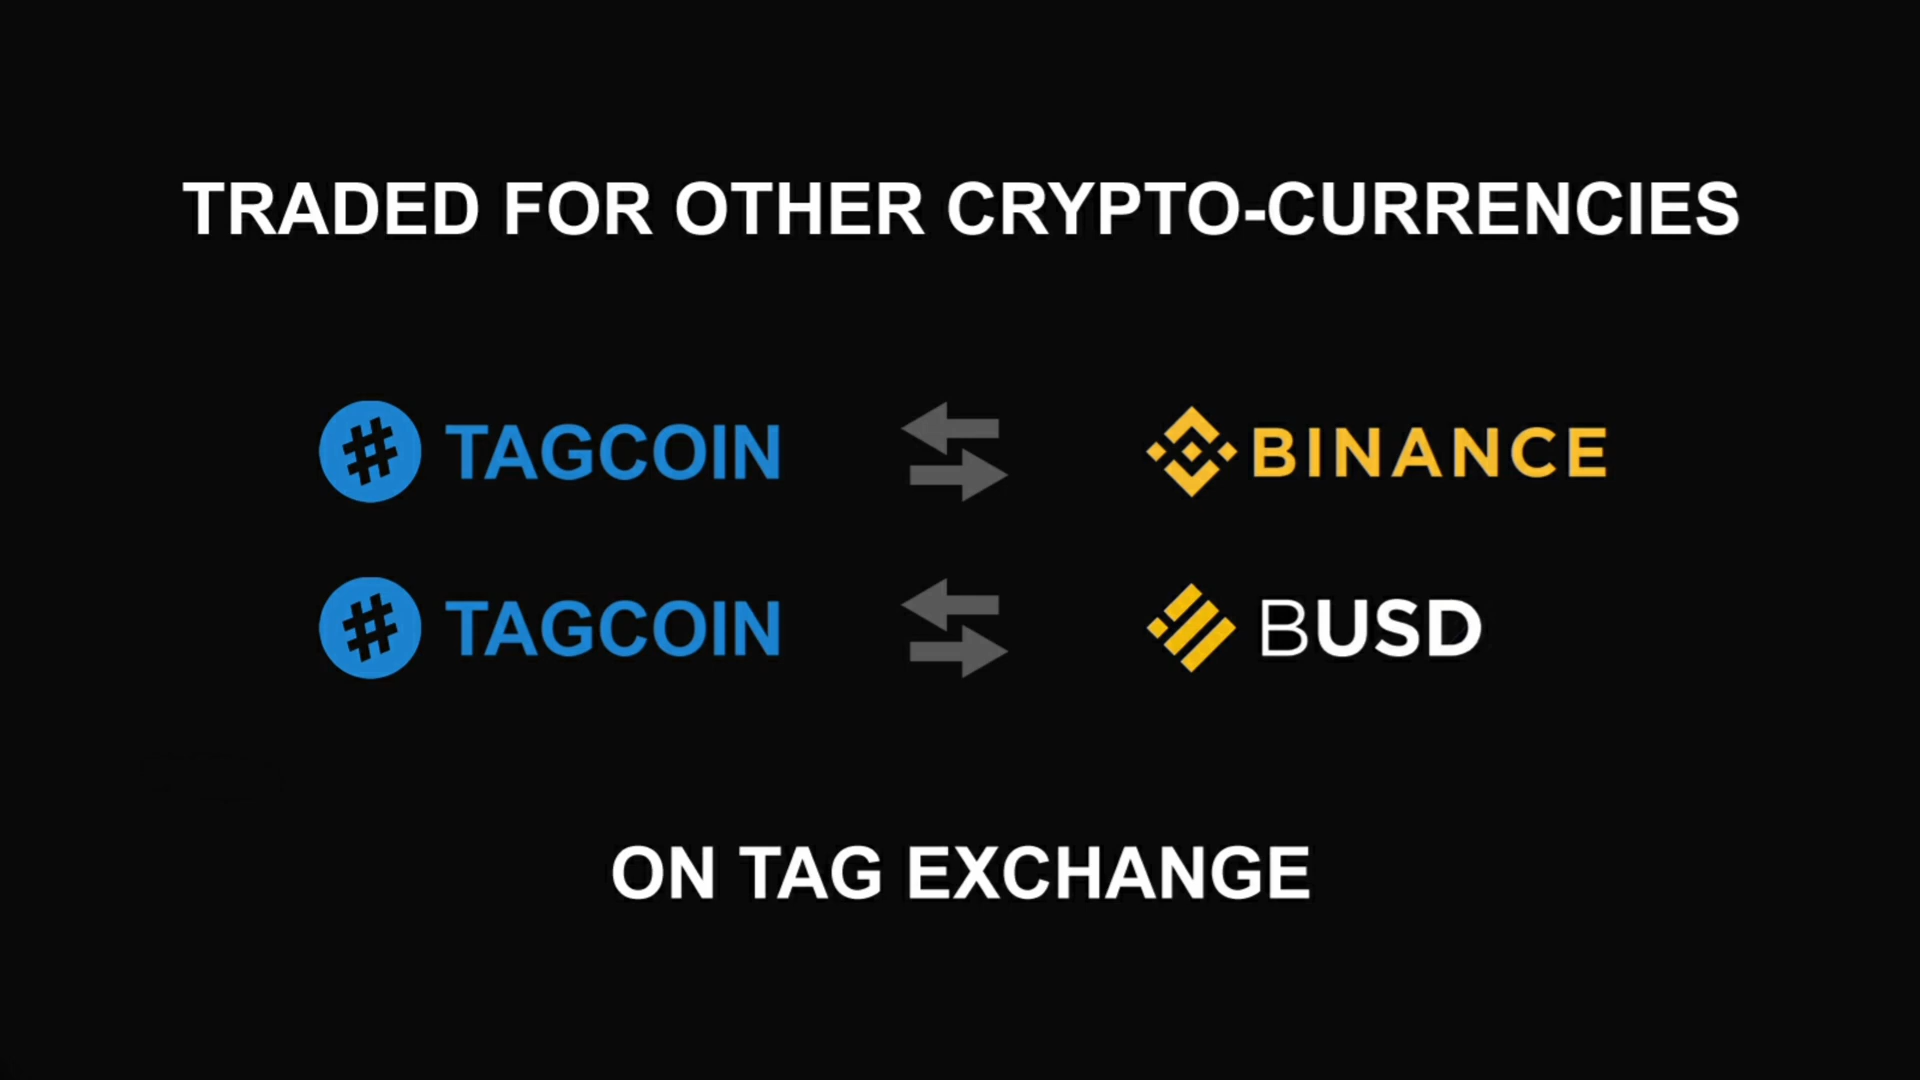 TRADED FOR OTHER CRYPTO-CURRENCIES
# TAGCOIN BINANCE
# TAGCOIN BUSD
ON TAG EXCHANGE